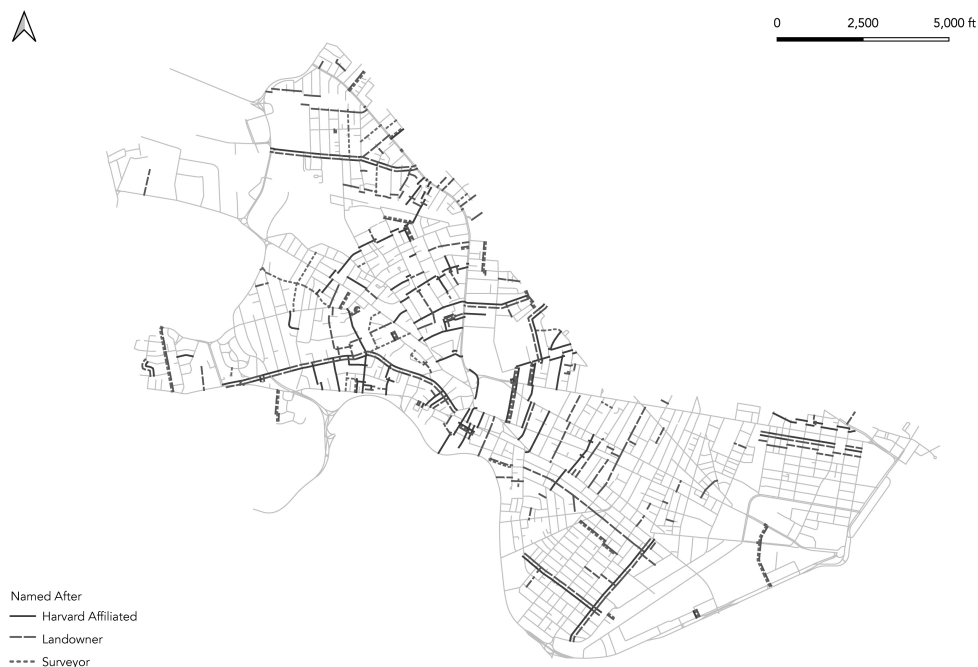 0 2,500 5,000 ft
Named After
Harvard Affiliated
Landowner
Surveyor